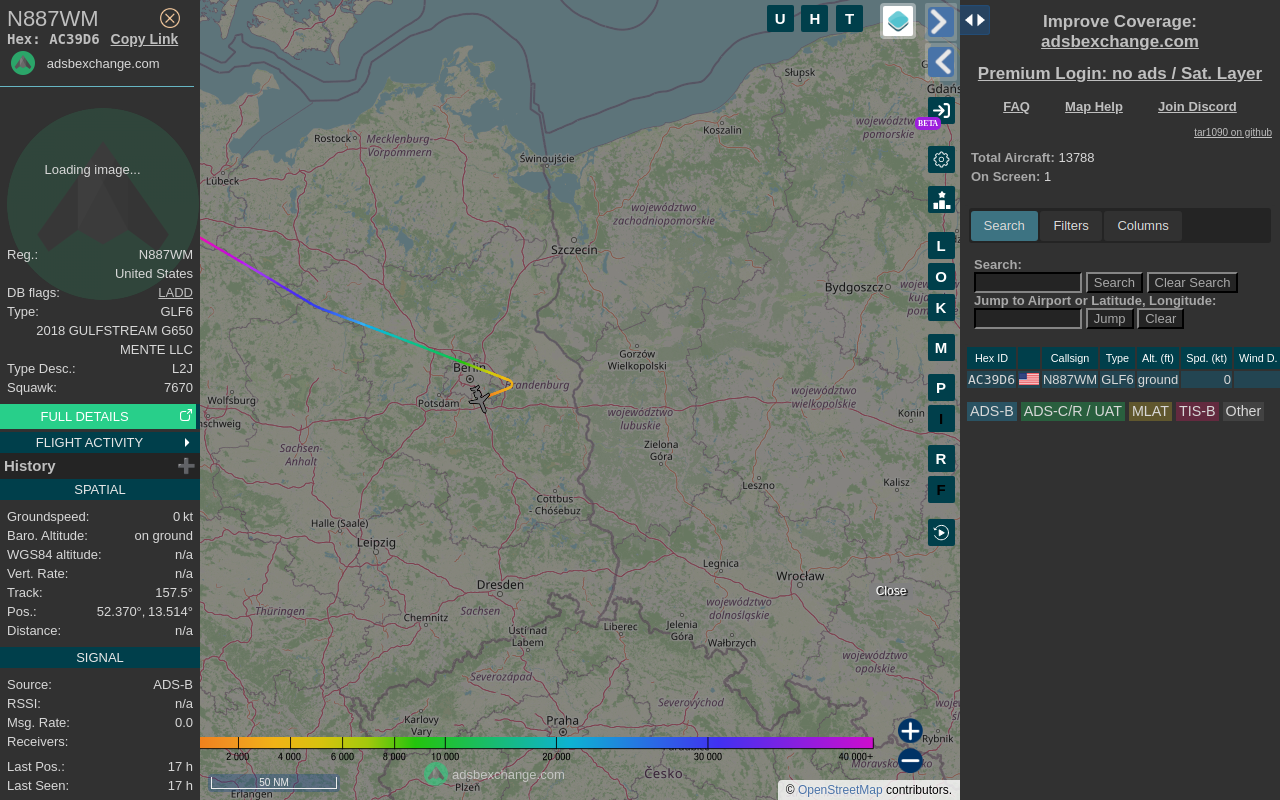 N887WM
Hex: AC39D6 Copy Link
adsbexchange.com
Loading image...
Reg.: N887WM
United States
DB flags: LADD
Type: GLF6
2018 GULFSTREAM G650
MENTE LLC
Type Desc.: L2J
Squawk: 7670
FULL DETAILS
FLIGHT ACTIVITY
History
SPATIAL
Groundspeed: 0 kt
Baro. Altitude: on ground
WGS84 altitude: n/a
Vert. Rate: n/a
Track: 157.5°
Pos.: 52.370°, 13.514°
Distance: n/a
SIGNAL
Source: ADS-B
RSSI: n/a
Msg. Rate: 0.0
Receivers:
Last Pos.: 17 h
Last Seen: 17 h
U H T
BETA
L
O
K
M
P
I
R
F
Słupsk
Koszalin
województwo
pomorskie
Rostock
Mecklenburg-
Vorpommern
Lübeck
Świnoujście
województwo
zachodniopomorskie
Szczecin
Bydgoszcz
Gorzów
Wielkopolski
Berlin
Brandenburg
Potsdam
Wolfsburg
województwo
lubuskie
województwo
wielkopolskie
Konin
Zielona
Góra
Sachsen-
Anhalt
Leszno
Kalisz
Cottbus
- Chóśebuz
Halle (Saale)
Leipzig
Legnica
Wrocław
Dresden
Close
Thüringen
Chemnitz
Sachsen
województwo
dolnośląskie
Ústí nad
Labem
Liberec
Jelenia
Góra
Wałbrzych
województwo
opolskie
Severozápad
Severovýchod
Karlovy
Vary
Praha
Rybnik
Moravskoslezsko
2 000 4 000 6 000 8 000 10 000 20 000 30 000 40 000+
adsbexchange.com
Česko
Plzeň
50 NM
Erlangen
© OpenStreetMap contributors.
Improve Coverage:
adsbexchange.com
Premium Login: no ads / Sat. Layer
FAQ Map Help Join Discord
tar1090 on github
Total Aircraft: 13788
On Screen: 1
Search Filters Columns
Search:
Search Clear Search
Jump to Airport or Latitude, Longitude:
Jump Clear
Hex ID Callsign Type Alt. (ft) Spd. (kt) Wind D.
AC39D6 N887WM GLF6 ground 0
ADS-B ADS-C/R / UAT MLAT TIS-B Other